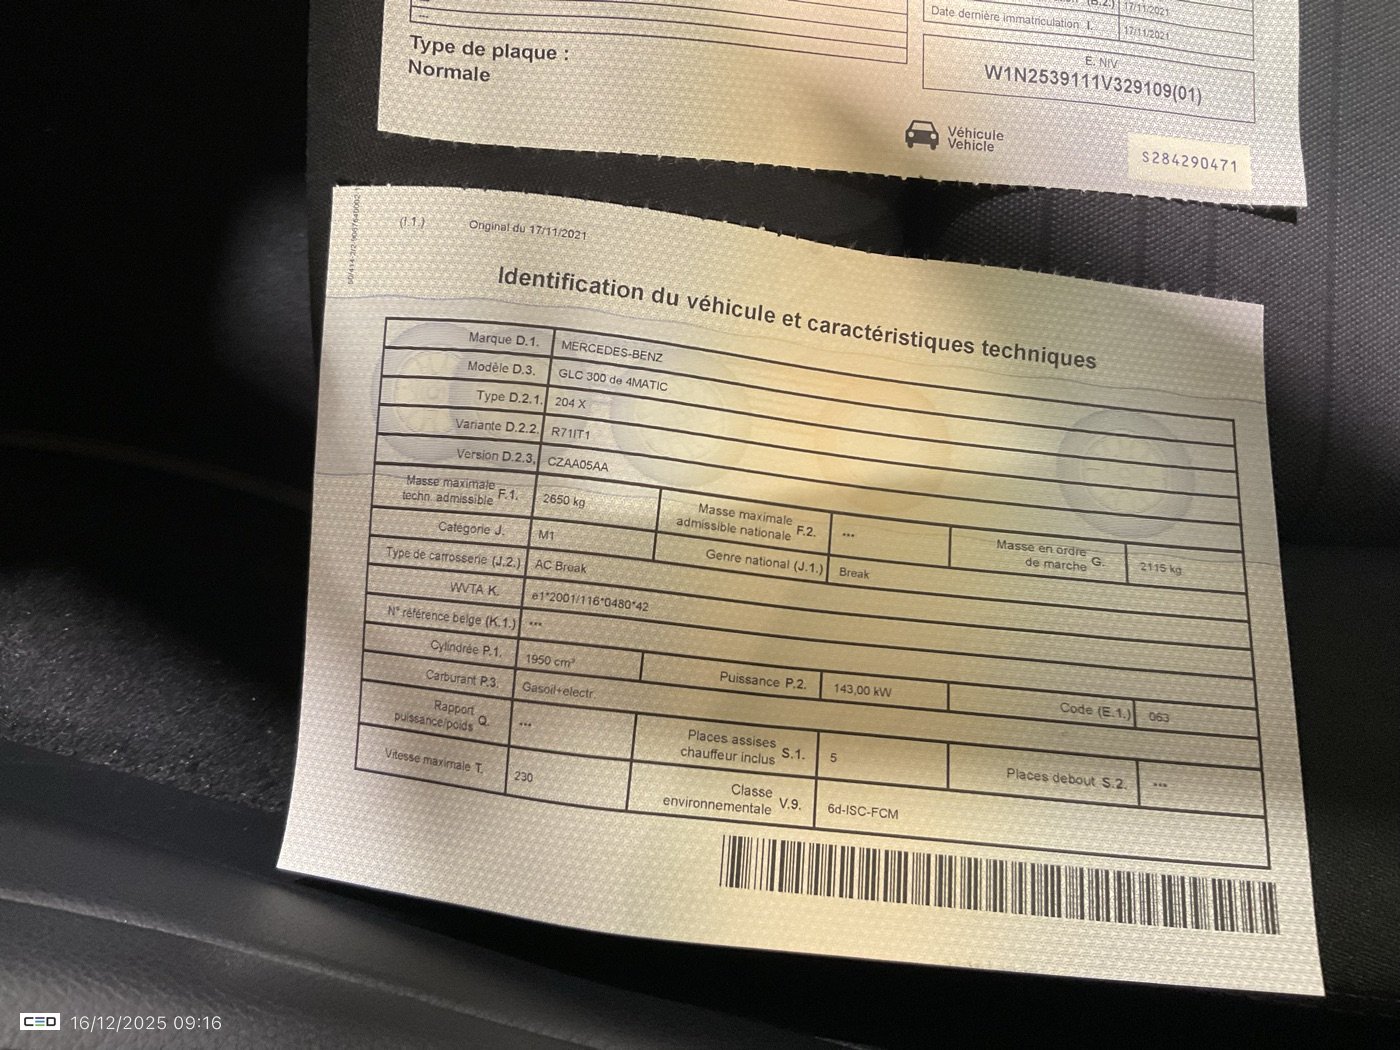 ---
(B.2.) 17/11/2021
Date dernière immatriculation I. 17/11/2021
E. NIV
W1N2539111V329109(01)
Type de plaque :
Normale
Véhicule
Vehicle
S284290471
(I.1.) Original du 17/11/2021
Identification du véhicule et caractéristiques techniques
Marque D.1. MERCEDES-BENZ
Modèle D.3. GLC 300 de 4MATIC
Type D.2.1. 204 X
Variante D.2.2. R71IT1
Version D.2.3. CZAA05AA
Masse maximale techn. admissible F.1. 2650 kg Masse maximale admissible nationale F.2. --- Masse en ordre de marche G. 2115 kg
Catégorie J. M1 Genre national (J.1.) Break
Type de carrosserie (J.2.) AC Break
WVTA K. e1*2001/116*0480*42
N° référence belge (K.1.) ---
Cylindrée P.1. 1950 cm³ Puissance P.2. 143,00 kW Code (E.1.) 063
Carburant P.3. Gasoil+électr.
Rapport puissance/poids Q. --- Places assises chauffeur inclus S.1. 5 Places debout S.2. ---
Vitesse maximale T. 230 Classe environnementale V.9. 6d-ISC-FCM
CED 16/12/2025 09:16